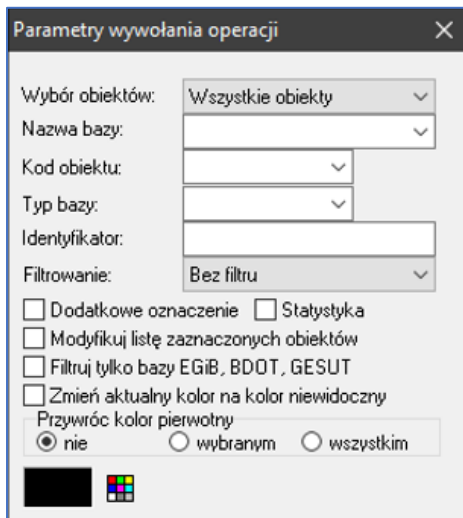 Parametry wywołania operacji
Wybór obiektów: Wszystkie obiekty
Nazwa bazy:
Kod obiektu:
Typ bazy:
Identyfikator:
Filtrowanie: Bez filtru
Dodatkowe oznaczenie Statystyka
Modyfikuj listę zaznaczonych obiektów
Filtruj tylko bazy EGiB, BDOT, GESUT
Zmień aktualny kolor na kolor niewidoczny
Przywróc kolor pierwotny
nie wybranym wszystkim